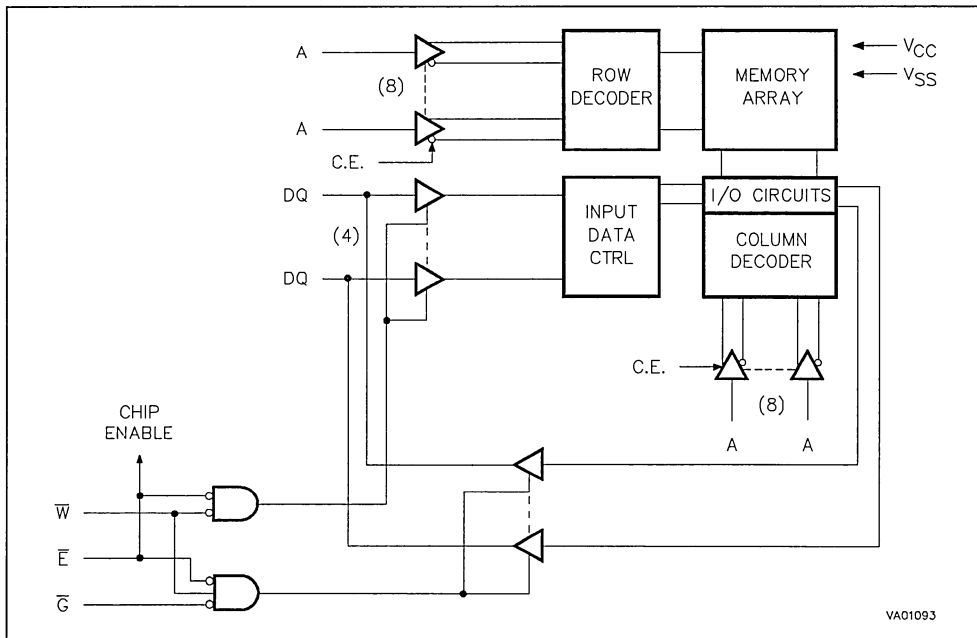 A
(8)
A
C.E.
ROW
DECODER
MEMORY
ARRAY
VCC
VSS
DQ
(4)
DQ
INPUT
DATA
CTRL
I/O CIRCUITS
COLUMN
DECODER
C.E.
(8)
A A
CHIP
ENABLE
W̅
E̅
G̅
VA01093